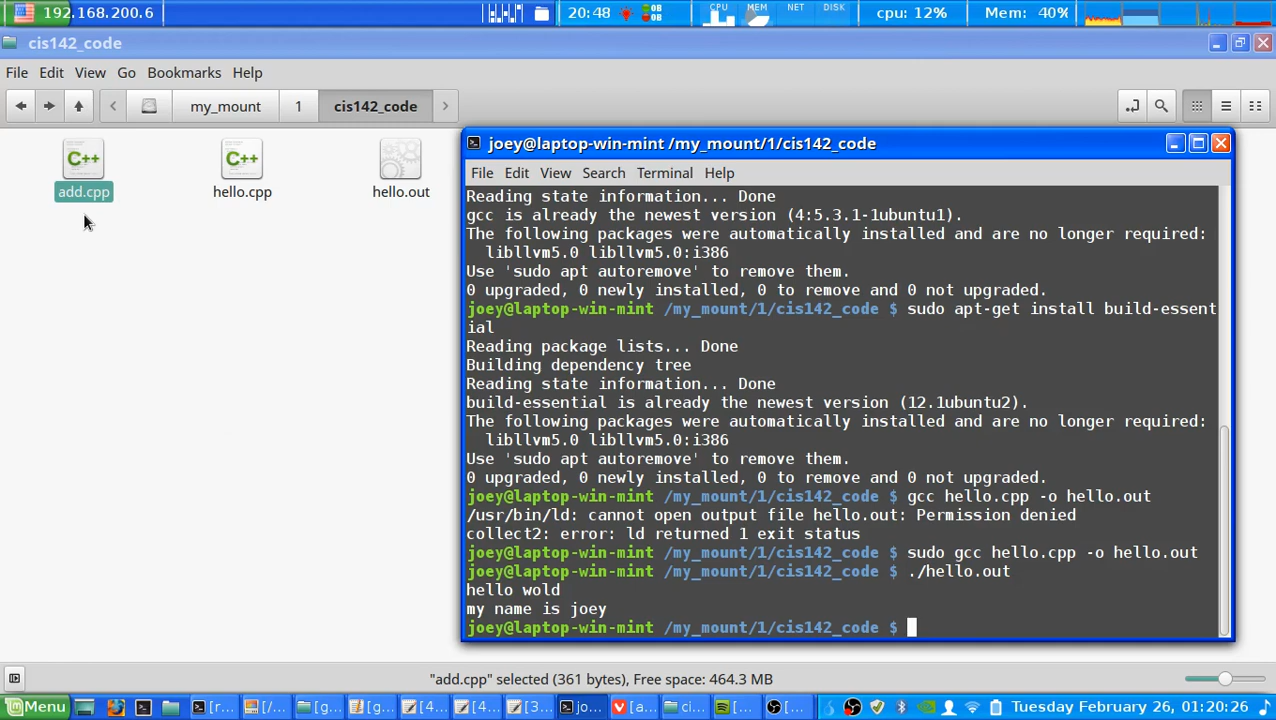 192.168.200.6
20:48
0B
0B
CPU
MEM
NET
DISK
cpu: 12%
Mem: 40%
cis142_code
File Edit View Go Bookmarks Help
my_mount
1
cis142_code
C++
add.cpp
C++
hello.cpp
hello.out
joey@laptop-win-mint /my_mount/1/cis142_code
File Edit View Search Terminal Help
Reading state information... Done
gcc is already the newest version (4:5.3.1-1ubuntu1).
The following packages were automatically installed and are no longer required:
libllvm5.0 libllvm5.0:i386
Use 'sudo apt autoremove' to remove them.
0 upgraded, 0 newly installed, 0 to remove and 0 not upgraded.
joey@laptop-win-mint /my_mount/1/cis142_code $ sudo apt-get install build-essent
ial
Reading package lists... Done
Building dependency tree
Reading state information... Done
build-essential is already the newest version (12.1ubuntu2).
The following packages were automatically installed and are no longer required:
libllvm5.0 libllvm5.0:i386
Use 'sudo apt autoremove' to remove them.
0 upgraded, 0 newly installed, 0 to remove and 0 not upgraded.
joey@laptop-win-mint /my_mount/1/cis142_code $ gcc hello.cpp -o hello.out
/usr/bin/ld: cannot open output file hello.out: Permission denied
collect2: error: ld returned 1 exit status
joey@laptop-win-mint /my_mount/1/cis142_code $ sudo gcc hello.cpp -o hello.out
joey@laptop-win-mint /my_mount/1/cis142_code $ ./hello.out
hello wold
my name is joey
joey@laptop-win-mint /my_mount/1/cis142_code $
"add.cpp" selected (361 bytes), Free space: 464.3 MB
Menu
[r...
[/...
[g...
[g...
[4...
[4...
[3...
jo...
[a...
ci...
[...
[...
Tuesday February 26, 01:20:26